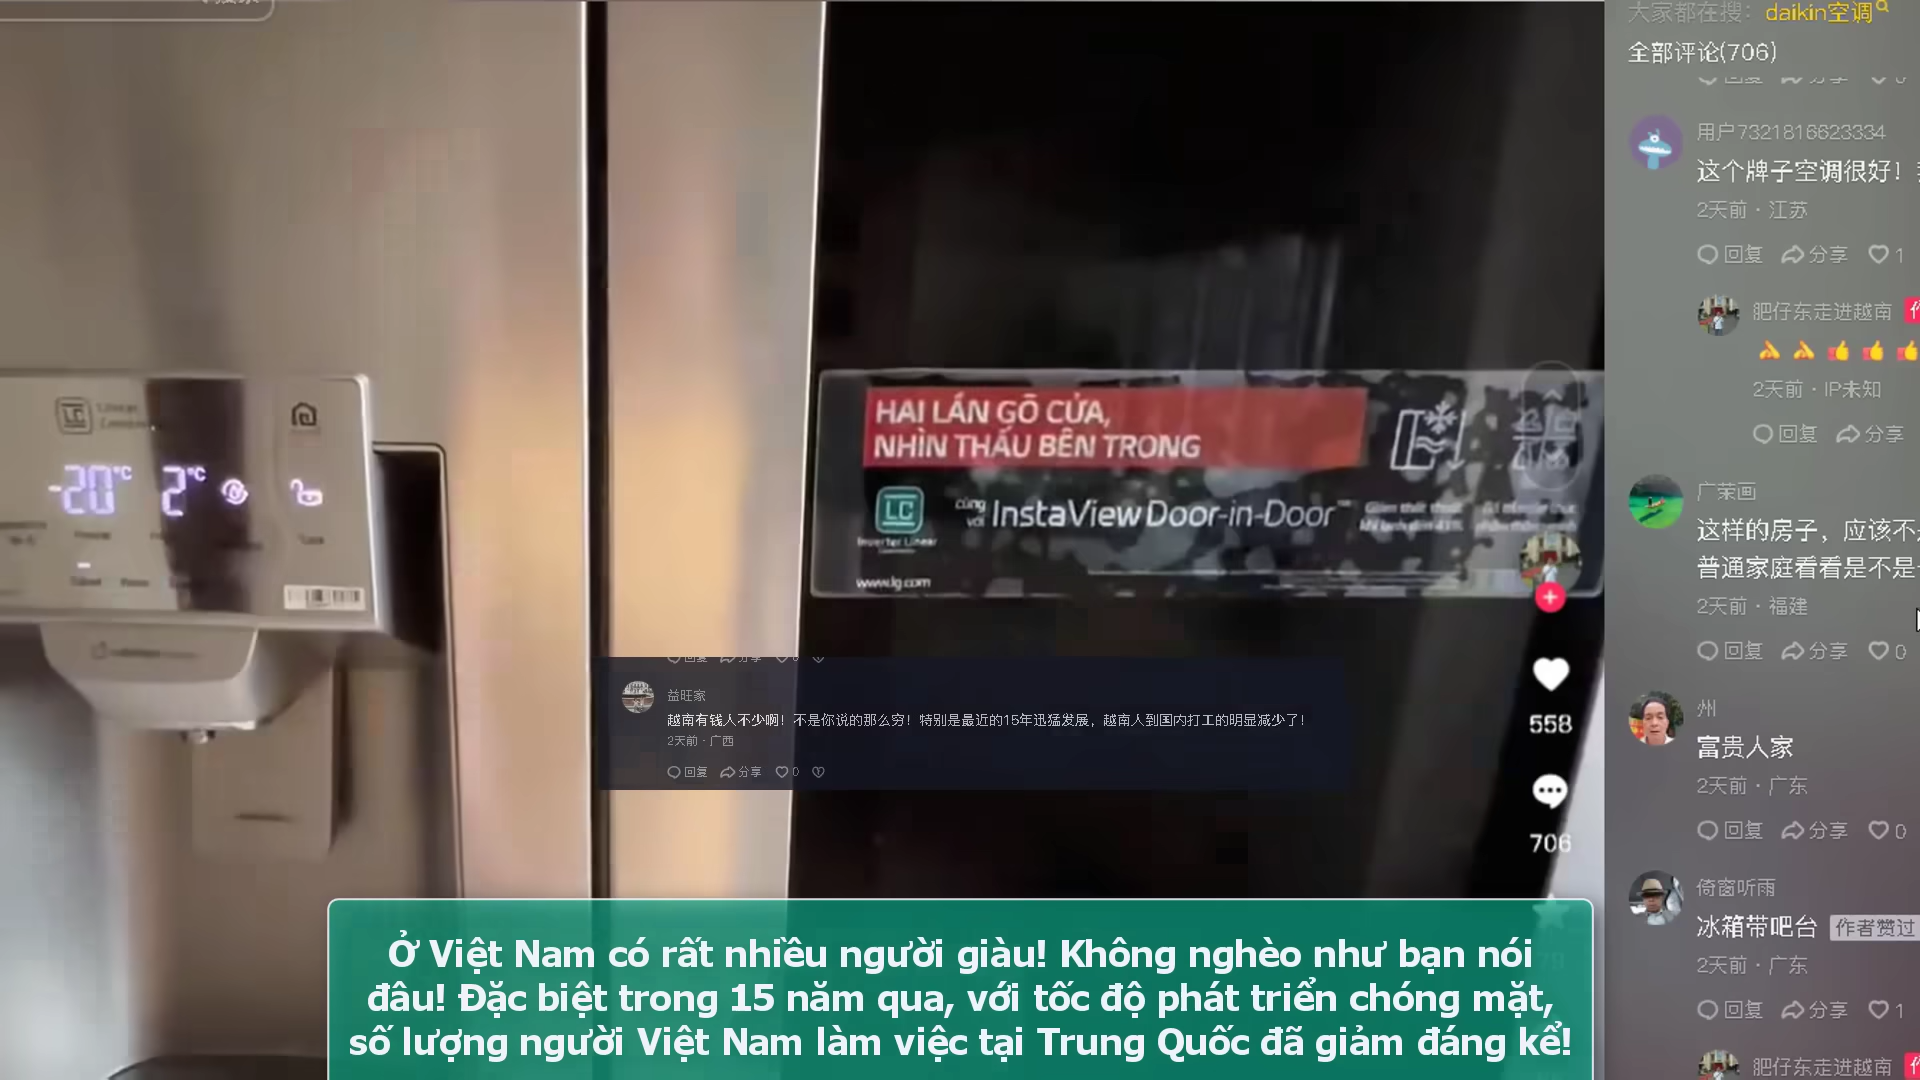 -20°C 2°C
HAI LẦN GÕ CỬA,
NHÌN THẤU BÊN TRONG
LC
cùng với InstaView Door-in-Door™
Inverter Linear
www.lg.com
558
706
益旺家
越南有钱人不少啊！不是你说的那么穷！特别是最近的15年迅猛发展，越南人到国内打工的明显减少了！
2天前 · 广西
回复 分享 0
Ở Việt Nam có rất nhiều người giàu! Không nghèo như bạn nói
đâu! Đặc biệt trong 15 năm qua, với tốc độ phát triển chóng mặt,
số lượng người Việt Nam làm việc tại Trung Quốc đã giảm đáng kể!
大家都在搜：daikin空调
全部评论(706)
用户7321816623334
这个牌子空调很好！
2天前 · 江苏
回复 分享 1
肥仔东走进越南
2天前 · IP未知
回复 分享
广荣画
这样的房子，应该不
普通家庭看看是不是
2天前 · 福建
回复 分享 0
州
富贵人家
2天前 · 广东
回复 分享 0
倚窗听雨
冰箱带吧台 作者赞过
2天前 · 广东
回复 分享 1
肥仔东走进越南